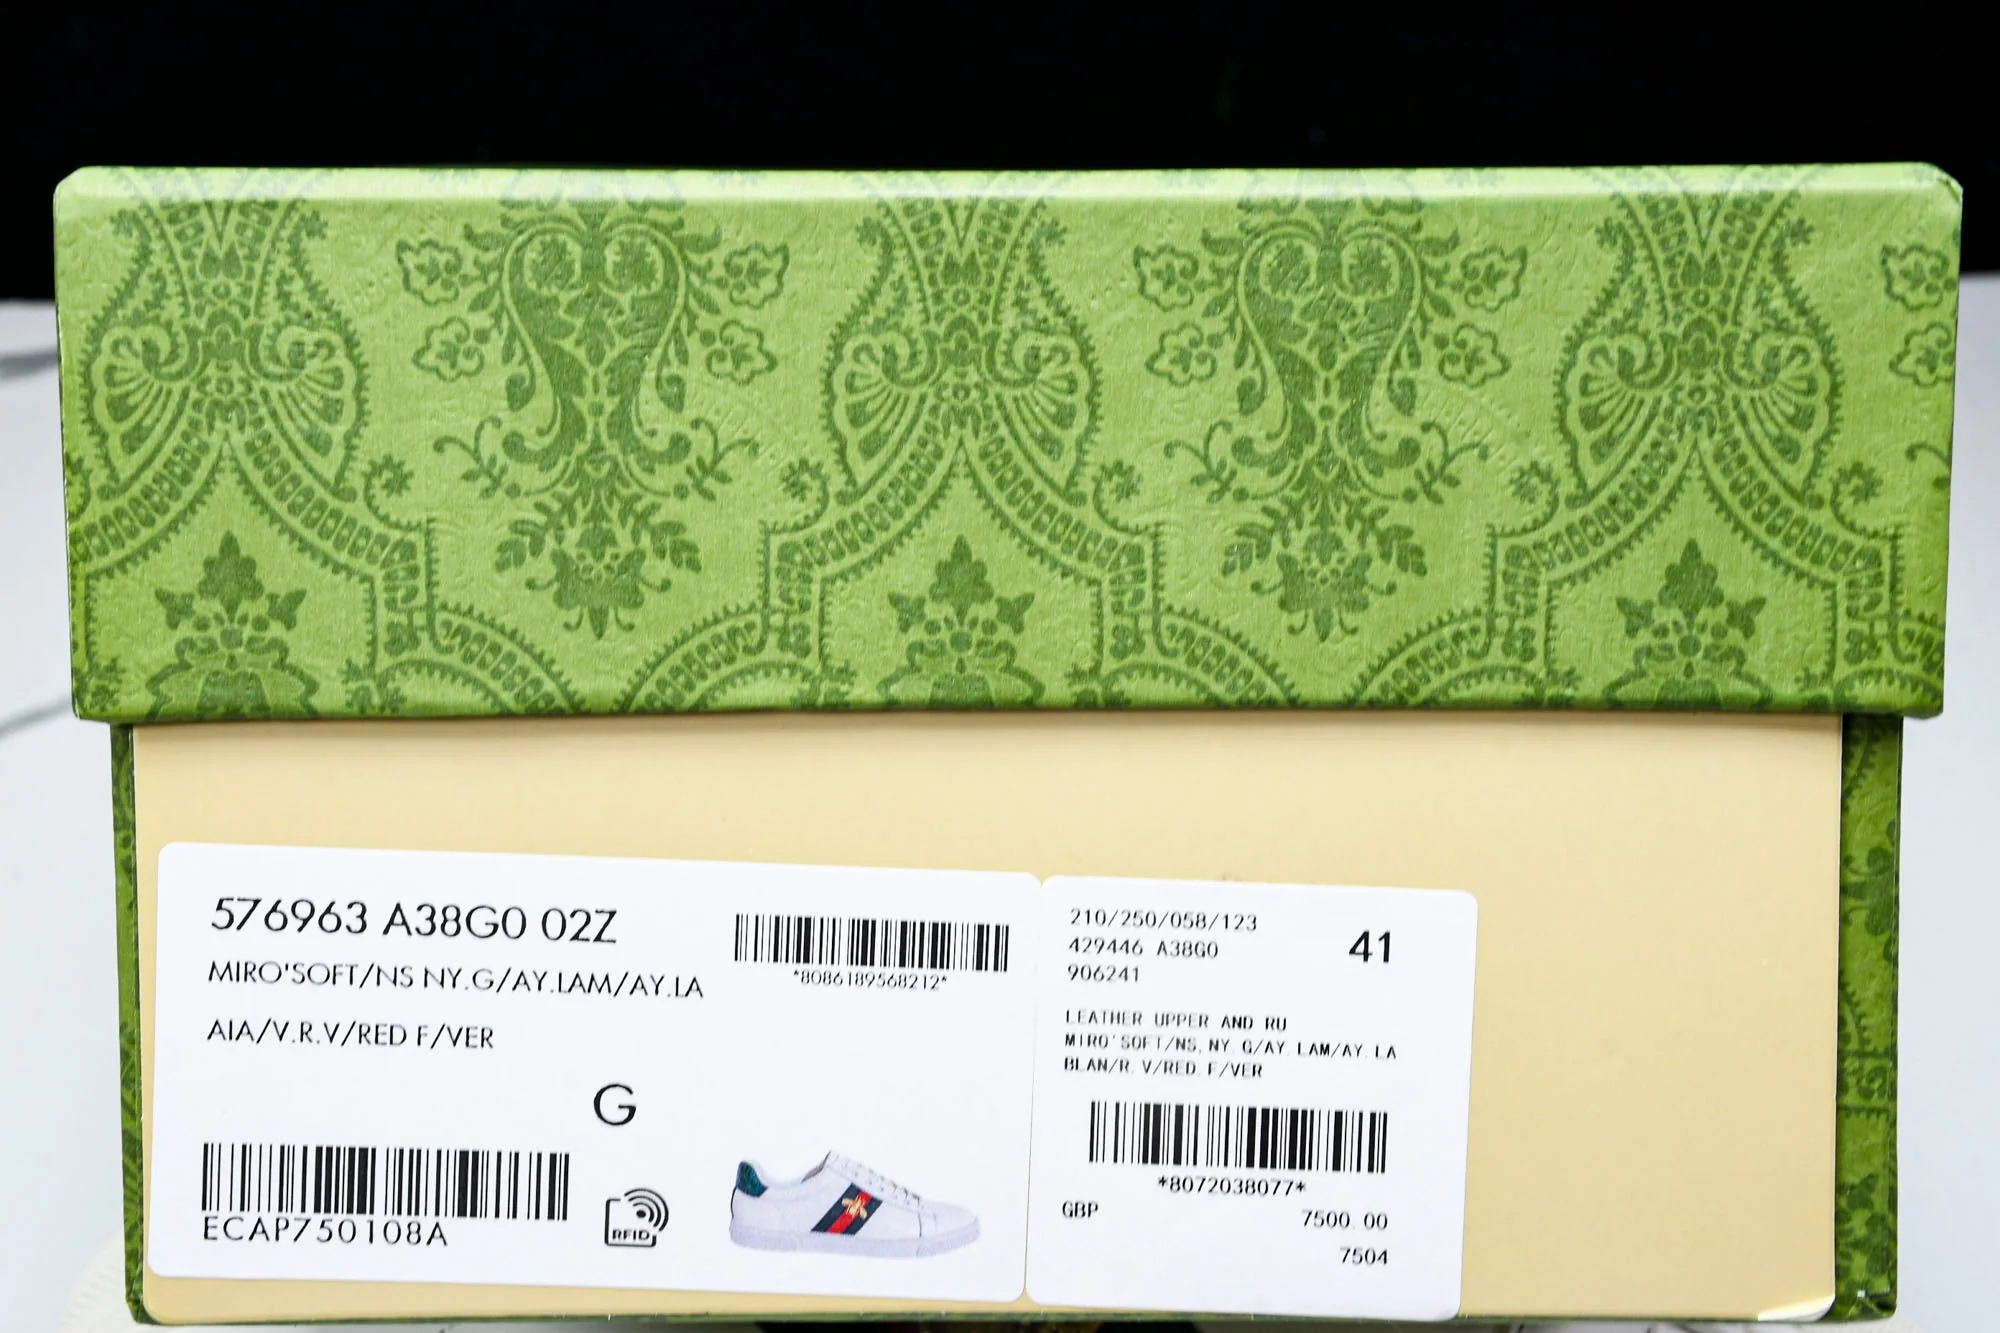 576963 A38G0 02Z
MIRO'SOFT/NS NY.G/AY.LAM/AY.LA
AIA/V.R.V/RED F/VER
*8086189568212*
G
ECAP750108A
RFID
210/250/058/123
41
429446 A38G0
906241
LEATHER UPPER AND RU
MIRO'SOFT/NS.NY.G/AY.LAM/AY.LA
BLAN/R.V/RED.F/VER
*8072038077*
GBP
7500.00
7504